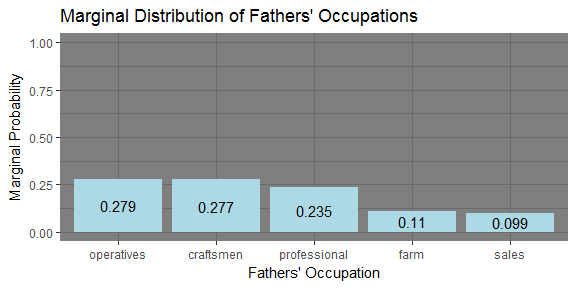 Marginal Distribution of Fathers' Occupations
1.00
0.75
0.50
0.25
0.00
Marginal Probability
0.279
0.277
0.235
0.11
0.099
operatives
craftsmen
professional
farm
sales
Fathers' Occupation